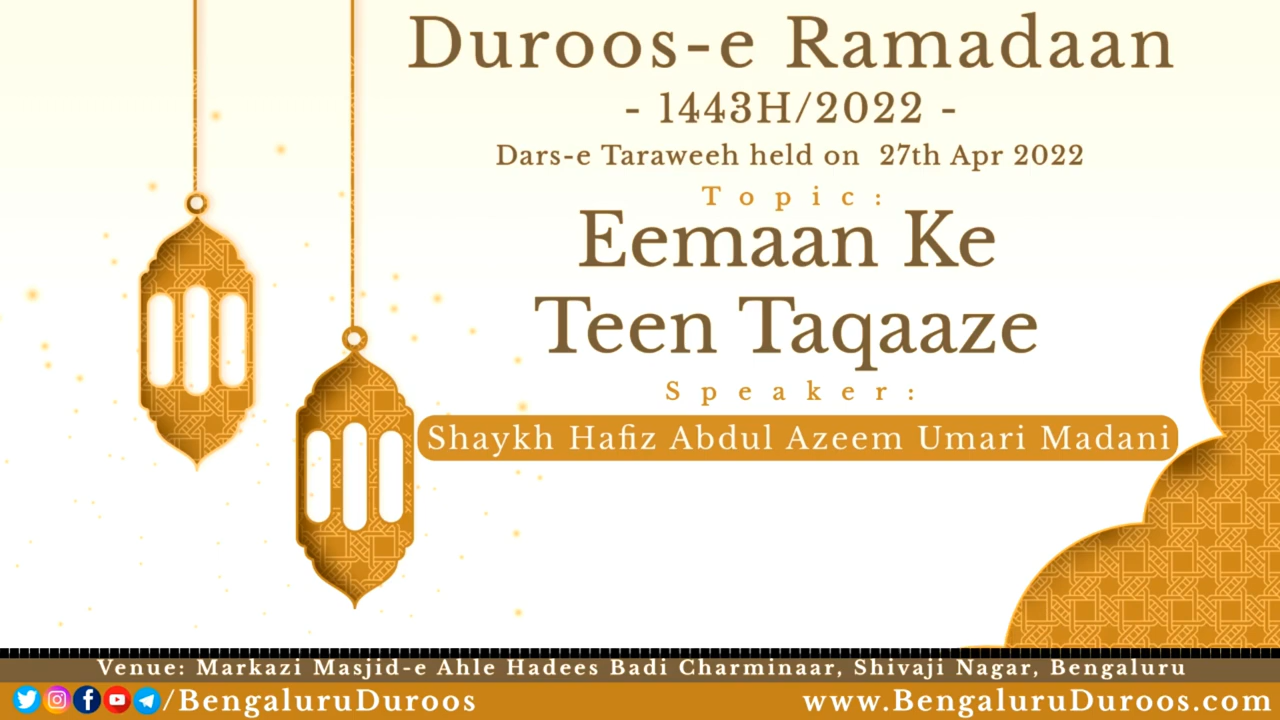 Duroos-e Ramadaan
- 1443H/2022 -
Dars-e Taraweeh held on 27th Apr 2022
Topic:
Eemaan Ke
Teen Taqaaze
Speaker:
Shaykh Hafiz Abdul Azeem Umari Madani
Venue: Markazi Masjid-e Ahle Hadees Badi Charminaar, Shivaji Nagar, Bengaluru
/BengaluruDuroos
www.BengaluruDuroos.com